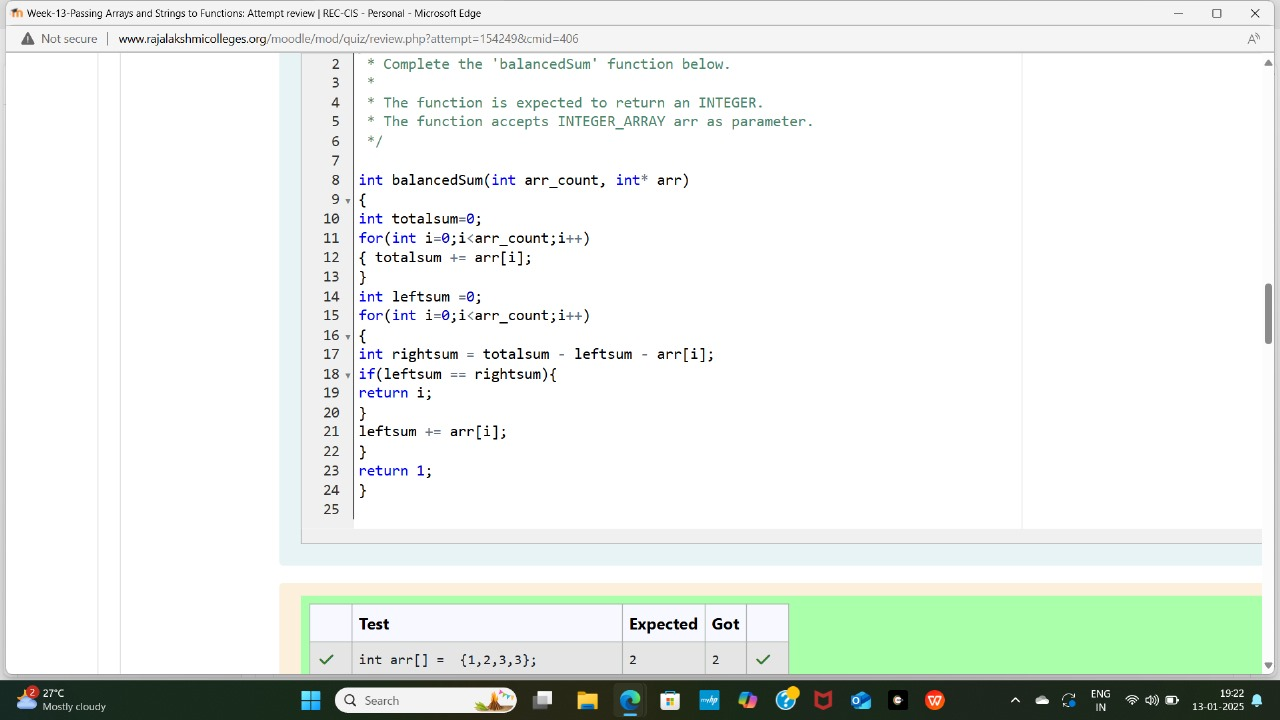 Week-13-Passing Arrays and Strings to Functions: Attempt review | REC-CIS - Personal - Microsoft Edge
Not secure | www.rajalakshmicolleges.org/moodle/mod/quiz/review.php?attempt=154249&cmid=406
2 * Complete the 'balancedSum' function below.
3 *
4 * The function is expected to return an INTEGER.
5 * The function accepts INTEGER_ARRAY arr as parameter.
6 */
7
8 int balancedSum(int arr_count, int* arr)
9 {
10 int totalsum=0;
11 for(int i=0;i<arr_count;i++)
12 { totalsum += arr[i];
13 }
14 int leftsum =0;
15 for(int i=0;i<arr_count;i++)
16 {
17 int rightsum = totalsum - leftsum - arr[i];
18 if(leftsum == rightsum){
19 return i;
20 }
21 leftsum += arr[i];
22 }
23 return 1;
24 }
25
Test Expected Got
int arr[] = {1,2,3,3}; 2 2
2
27°C
Mostly cloudy
Search
ENG
IN
19:22
13-01-2025